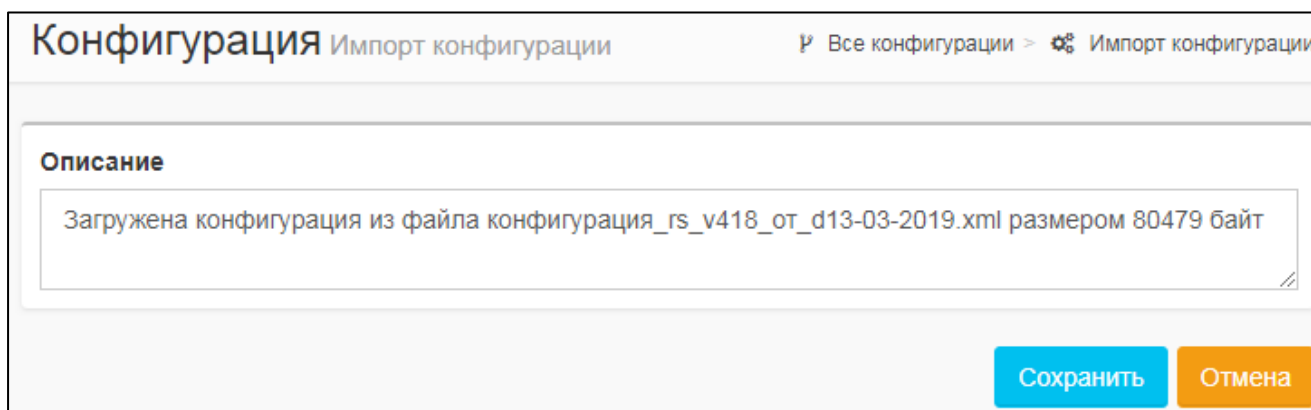 Конфигурация Импорт конфигурации Все конфигурации > Импорт конфигурации
Описание
Загружена конфигурация из файла конфигурация_rs_v418_от_d13-03-2019.xml размером 80479 байт
Сохранить Отмена